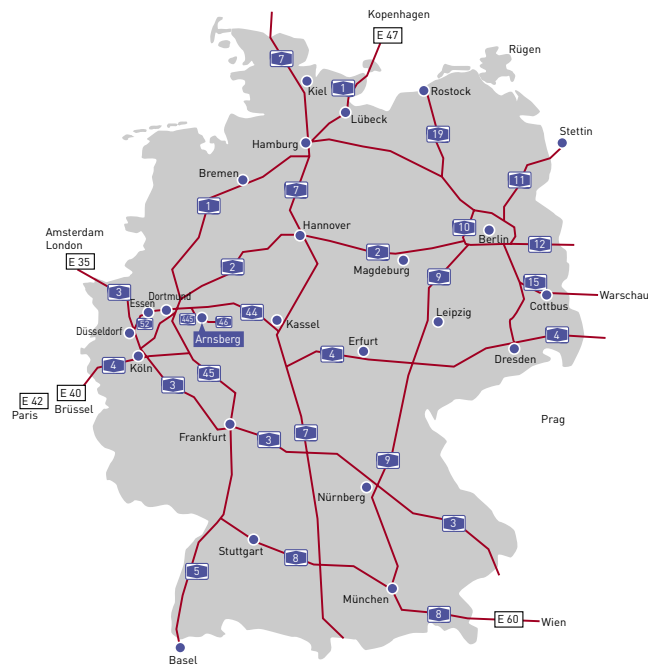 Kopenhagen
E 47
Rügen
7
Kiel
1
Rostock
Lübeck
19
Stettin
Hamburg
Bremen
11
7
1
Hannover
10
Berlin
12
Amsterdam
London
E 35
2
2
Magdeburg
9
15
3
Essen
Dortmund
Warschau
Cottbus
52
445
46
44
Kassel
Leipzig
Düsseldorf
Arnsberg
Erfurt
4
4
Dresden
Köln
4
45
3
E 40
E 42
Brüssel
Paris
Prag
Frankfurt
3
7
9
Nürnberg
3
Stuttgart
8
5
München
8
E 60
Wien
Basel